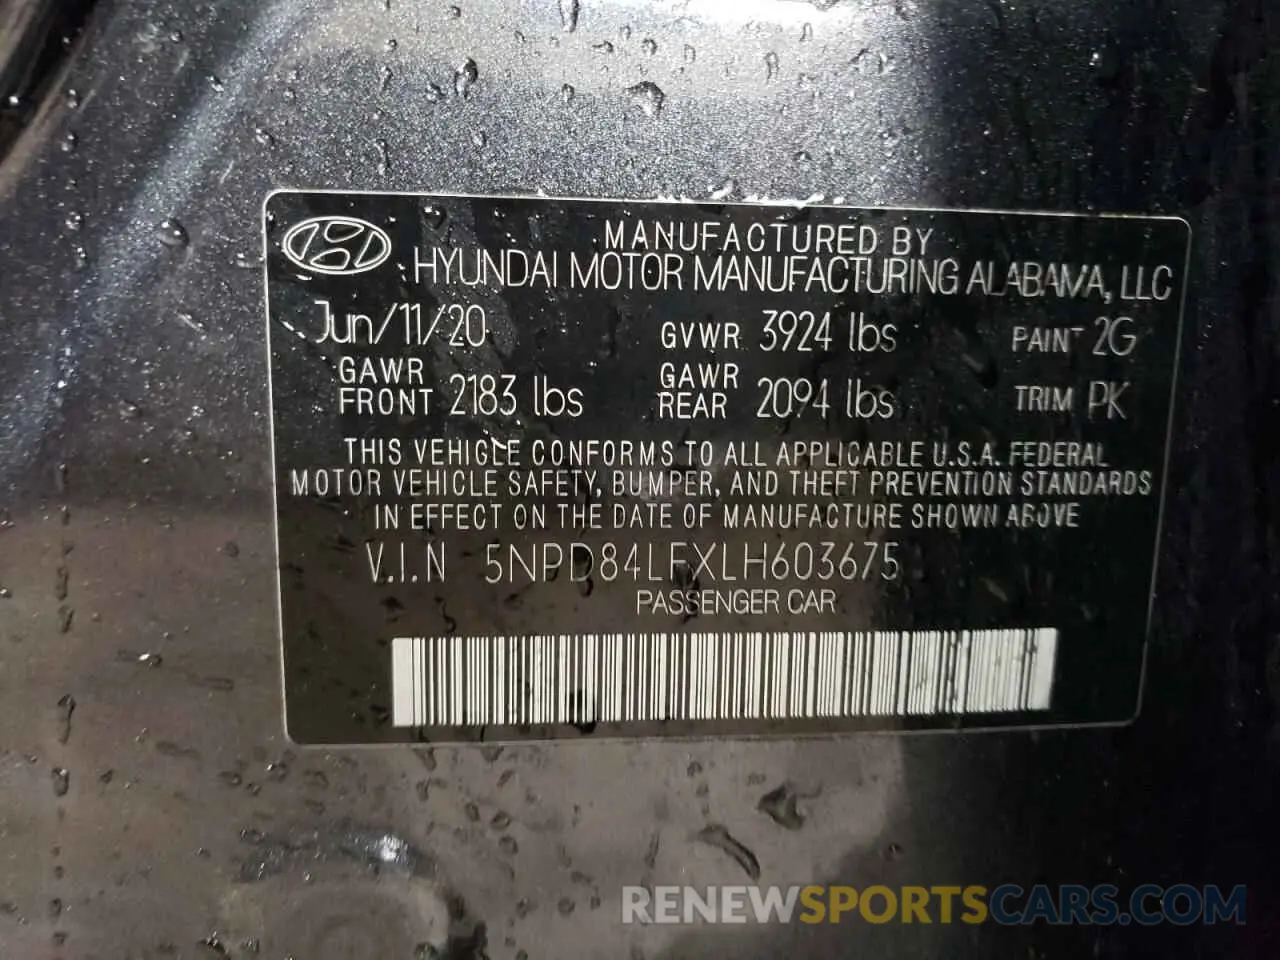 MANUFACTURED BY
HYUNDAI MOTOR MANUFACTURING ALABAMA, LLC
Jun/11/20 GVWR 3924 lbs PAINT 2G
GAWR FRONT 2183 lbs GAWR REAR 2094 lbs TRIM PK
THIS VEHICLE CONFORMS TO ALL APPLICABLE U.S.A. FEDERAL
MOTOR VEHICLE SAFETY, BUMPER, AND THEFT PREVENTION STANDARDS
IN EFFECT ON THE DATE OF MANUFACTURE SHOWN ABOVE
V.I.N 5NPD84LFXLH603675
PASSENGER CAR
RENEWSPORTSCARS.COM